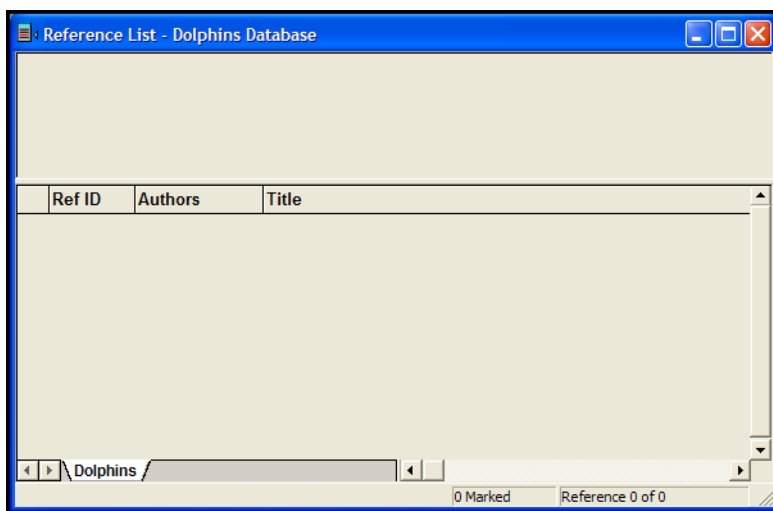 Reference List - Dolphins Database
Ref ID Authors Title
Dolphins
0 Marked Reference 0 of 0